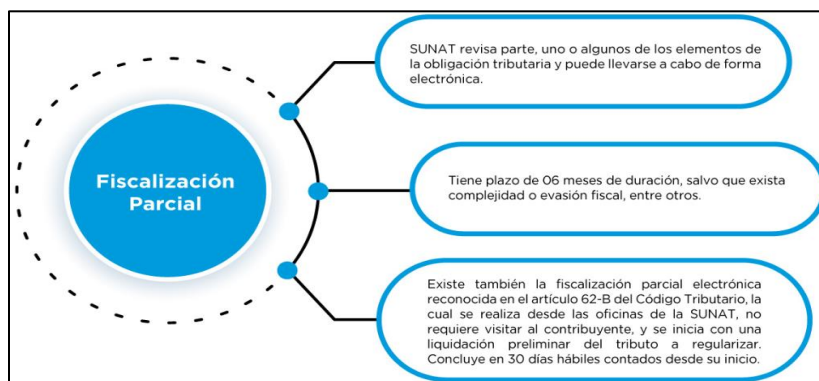 Fiscalización
Parcial
SUNAT revisa parte, uno o algunos de los elementos de
la obligación tributaria y puede llevarse a cabo de forma
electrónica.
Tiene plazo de 06 meses de duración, salvo que exista
complejidad o evasión fiscal, entre otros.
Existe también la fiscalización parcial electrónica
reconocida en el artículo 62-B del Código Tributario, la
cual se realiza desde las oficinas de la SUNAT, no
requiere visitar al contribuyente, y se inicia con una
liquidación preliminar del tributo a regularizar.
Concluye en 30 días hábiles contados desde su inicio.